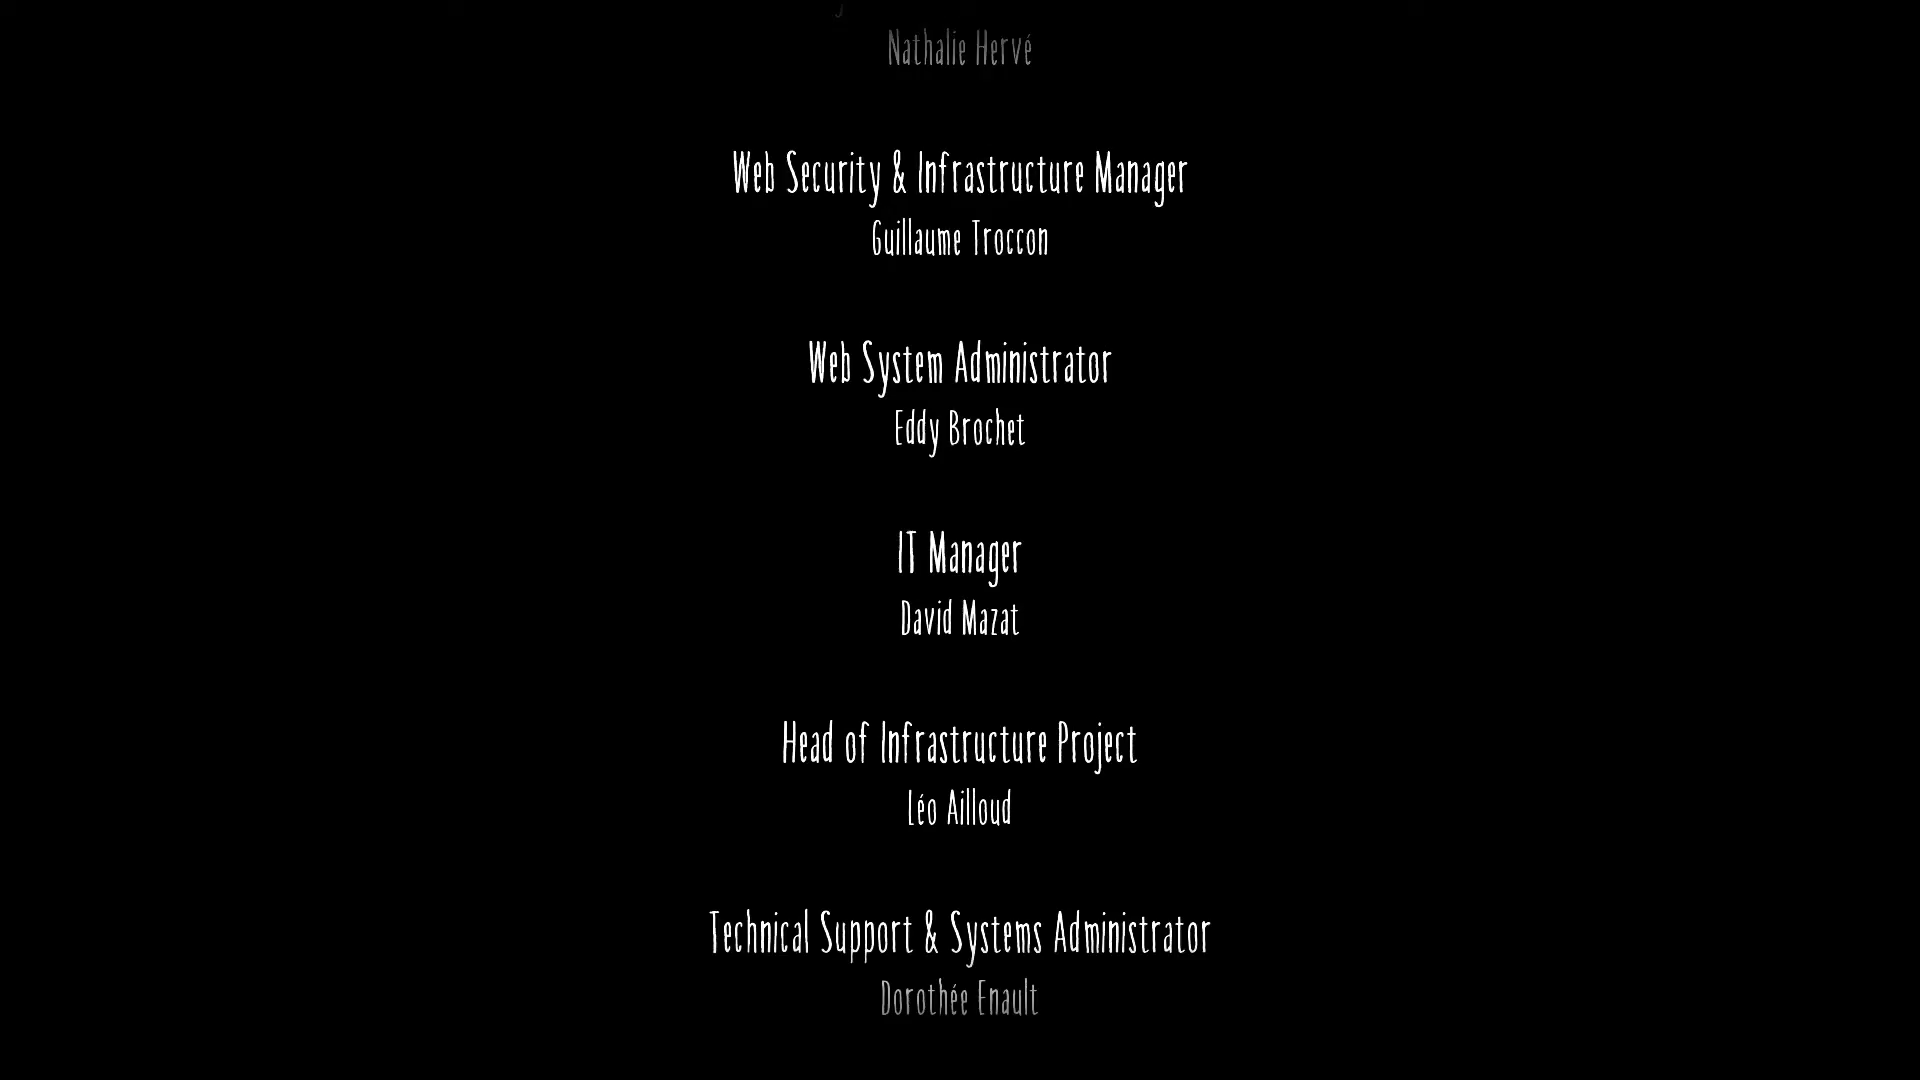 Nathalie Hervé
Web Security & Infrastructure Manager
Guillaume Troccon
Web System Administrator
Eddy Brochet
IT Manager
David Mazat
Head of Infrastructure Project
Léo Ailloud
Technical Support & Systems Administrator
Dorothée Enault